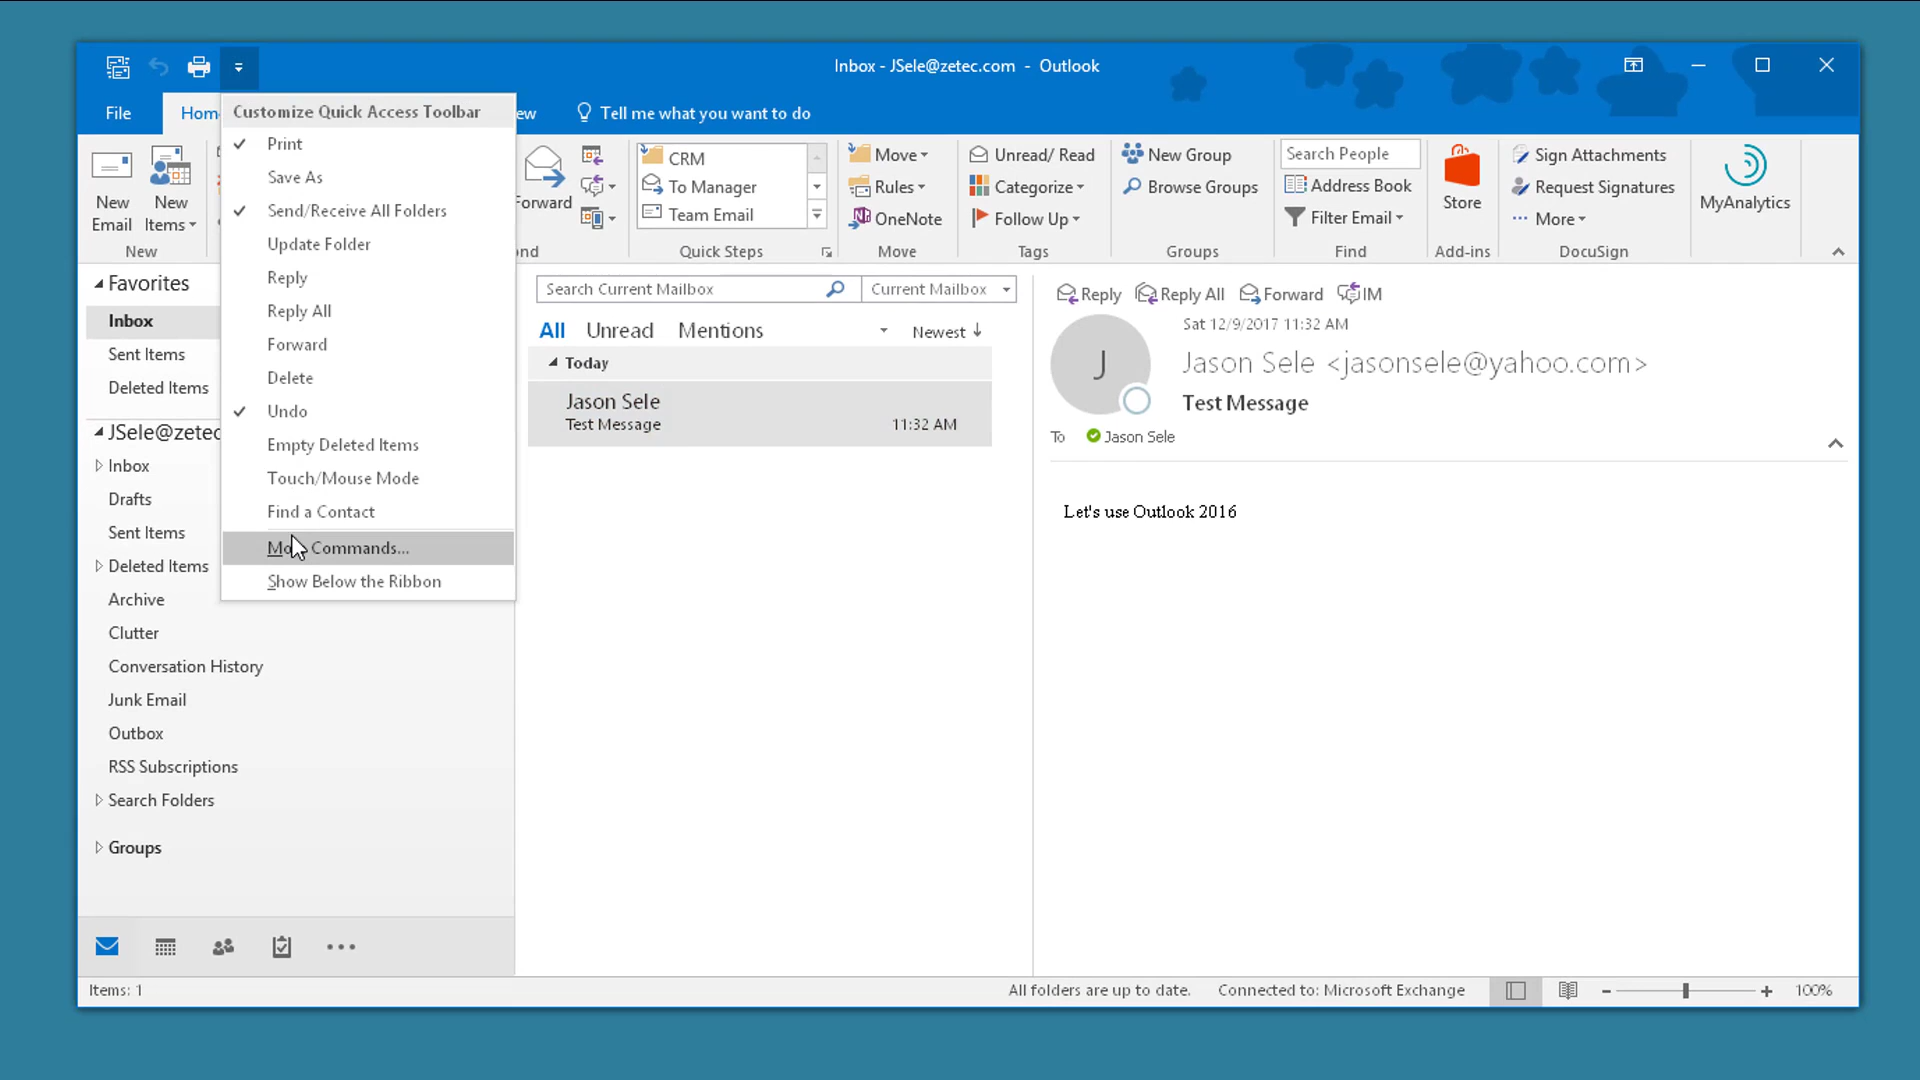 Inbox - JSele@zetec.com - Outlook
File
Hom
ew
Tell me what you want to do
Customize Quick Access Toolbar
Print
Save As
Send/Receive All Folders
Update Folder
Reply
Reply All
Forward
Delete
Undo
Empty Deleted Items
Touch/Mouse Mode
Find a Contact
Mo Commands...
Show Below the Ribbon
New Email
New Items
New
Forward
nd
CRM
To Manager
Team Email
Quick Steps
Move
Rules
OneNote
Move
Unread/ Read
Categorize
Follow Up
Tags
New Group
Browse Groups
Groups
Search People
Address Book
Filter Email
Find
Store
Add-ins
Sign Attachments
Request Signatures
More
DocuSign
MyAnalytics
Favorites
Inbox
Sent Items
Deleted Items
JSele@zetec
Inbox
Drafts
Sent Items
Deleted Items
Archive
Clutter
Conversation History
Junk Email
Outbox
RSS Subscriptions
Search Folders
Groups
Search Current Mailbox
Current Mailbox
All Unread Mentions
Newest
Today
Jason Sele
Test Message 11:32 AM
Reply Reply All Forward IM
Sat 12/9/2017 11:32 AM
J
Jason Sele <jasonsele@yahoo.com>
Test Message
To Jason Sele
Let's use Outlook 2016
Items: 1
All folders are up to date.
Connected to: Microsoft Exchange
100%